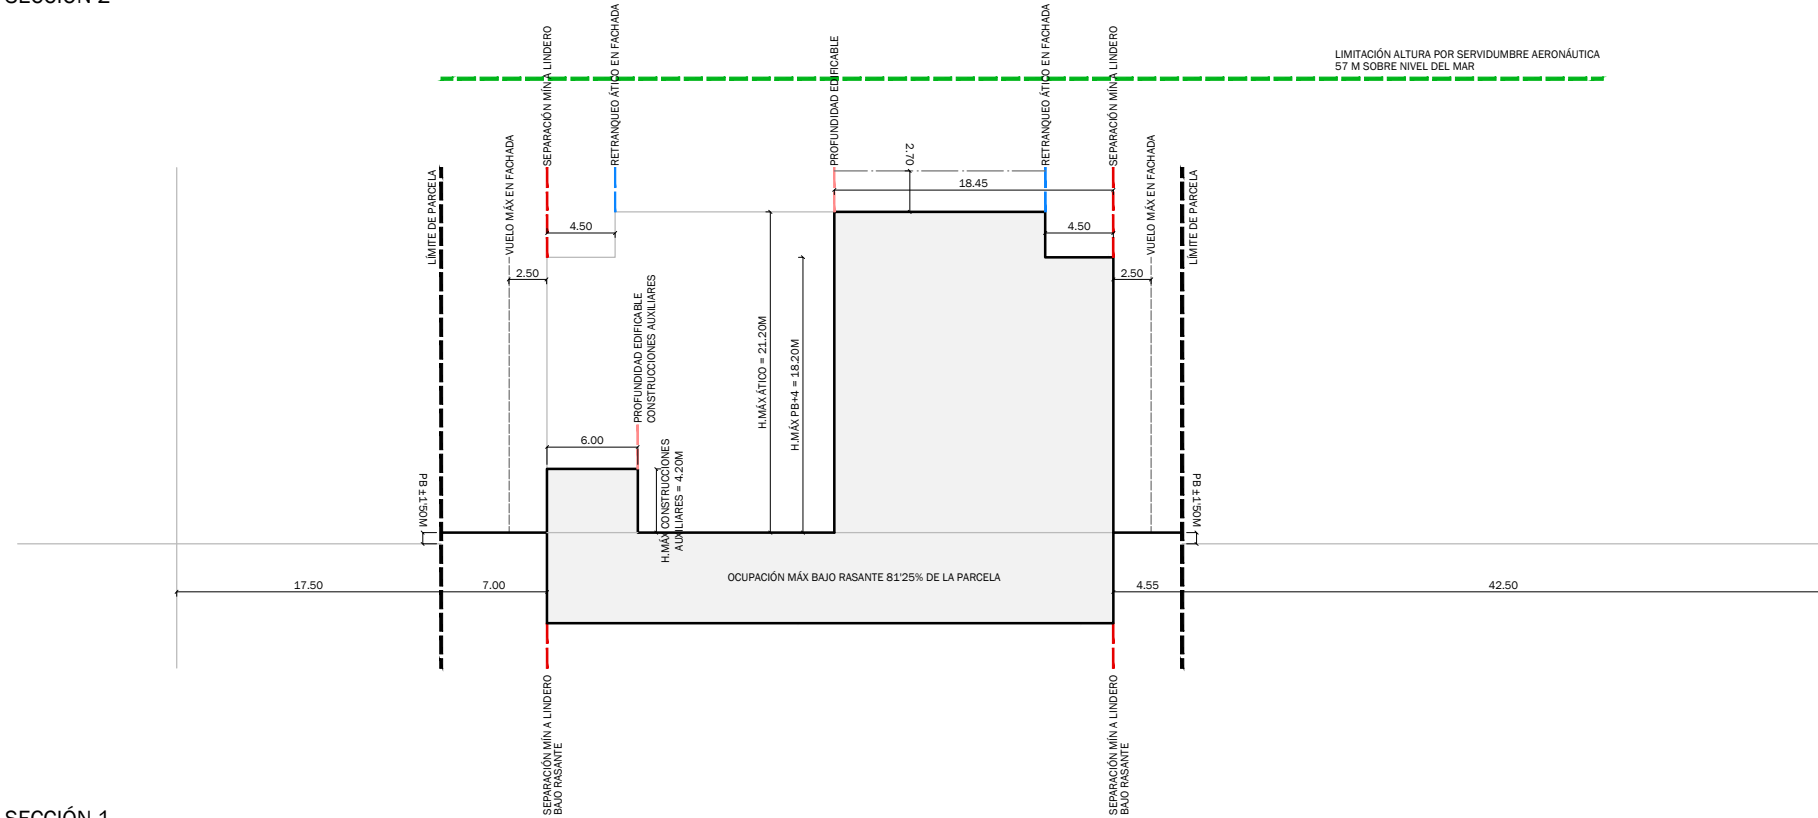 LIMITACIÓN ALTURA POR SERVIDUMBRE AERONÁUTICA
57 M SOBRE NIVEL DEL MAR
LÍMITE DE PARCELA
VUELO MÁX EN FACHADA
SEPARACIÓN MÍN A LINDERO
RETRANQUEO ÁTICO EN FACHADA
PROFUNDIDAD EDIFICABLE
2.70
RETRANQUEO ÁTICO EN FACHADA
SEPARACIÓN MÍN A LINDERO
VUELO MÁX EN FACHADA
LÍMITE DE PARCELA
18.45
4.50
4.50
2.50
2.50
PROFUNDIDAD EDIFICABLE
CONSTRUCCIONES AUXILIARES
H.MÁX ÁTICO = 21.20M
H.MÁX PB+4 = 18.20M
6.00
H.MÁX CONSTRUCCIONES
AUXILIARES = 4.20M
PB ±1'50M
PB ±1'50M
OCUPACIÓN MÁX BAJO RASANTE 81'25% DE LA PARCELA
17.50
7.00
4.55
42.50
SEPARACIÓN MÍN A LINDERO
BAJO RASANTE
SEPARACIÓN MÍN A LINDERO
BAJO RASANTE